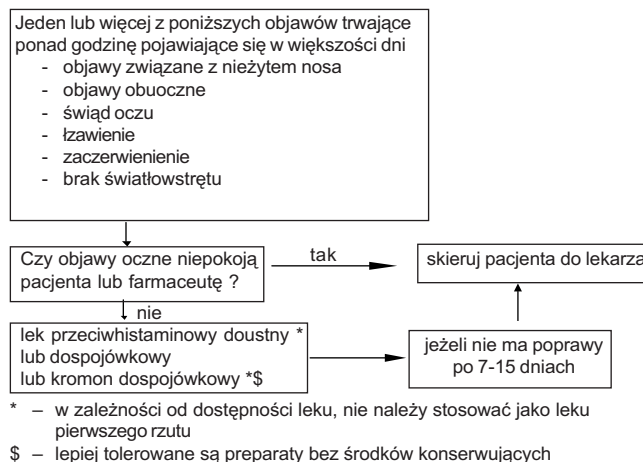 Jeden lub więcej z poniższych objawów trwające
ponad godzinę pojawiające się w większości dni
- objawy związane z nieżytem nosa
- objawy obuoczne
- świąd oczu
- łzawienie
- zaczerwienienie
- brak światłowstrętu
Czy objawy oczne niepokoją
pacjenta lub farmaceutę ?
tak
skieruj pacjenta do lekarza
nie
lek przeciwhistaminowy doustny *
lub dospojówkowy
lub kromon dospojówkowy *$
jeżeli nie ma poprawy
po 7-15 dniach
* – w zależności od dostępności leku, nie należy stosować jako leku
pierwszego rzutu
$ – lepiej tolerowane są preparaty bez środków konserwujących